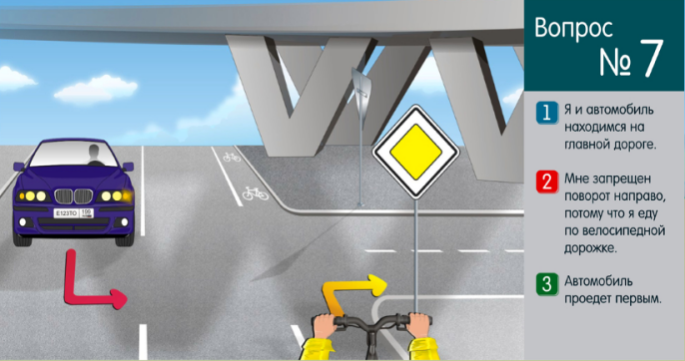 Вопрос
№ 7
1 Я и автомобиль
находимся на
главной дороге.
2 Мне запрещен
поворот направо,
потому что я еду
по велосипедной
дорожке.
3 Автомобиль
проедет первым.